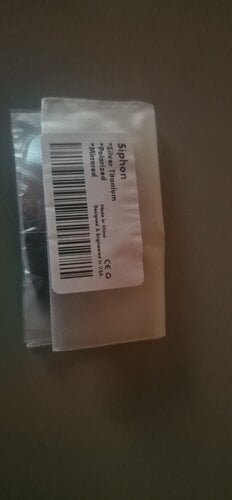 Siphon
*Silver Titanium
*Polarized
*Mirrored
Made in China
Designed & Engineered in USA
CE